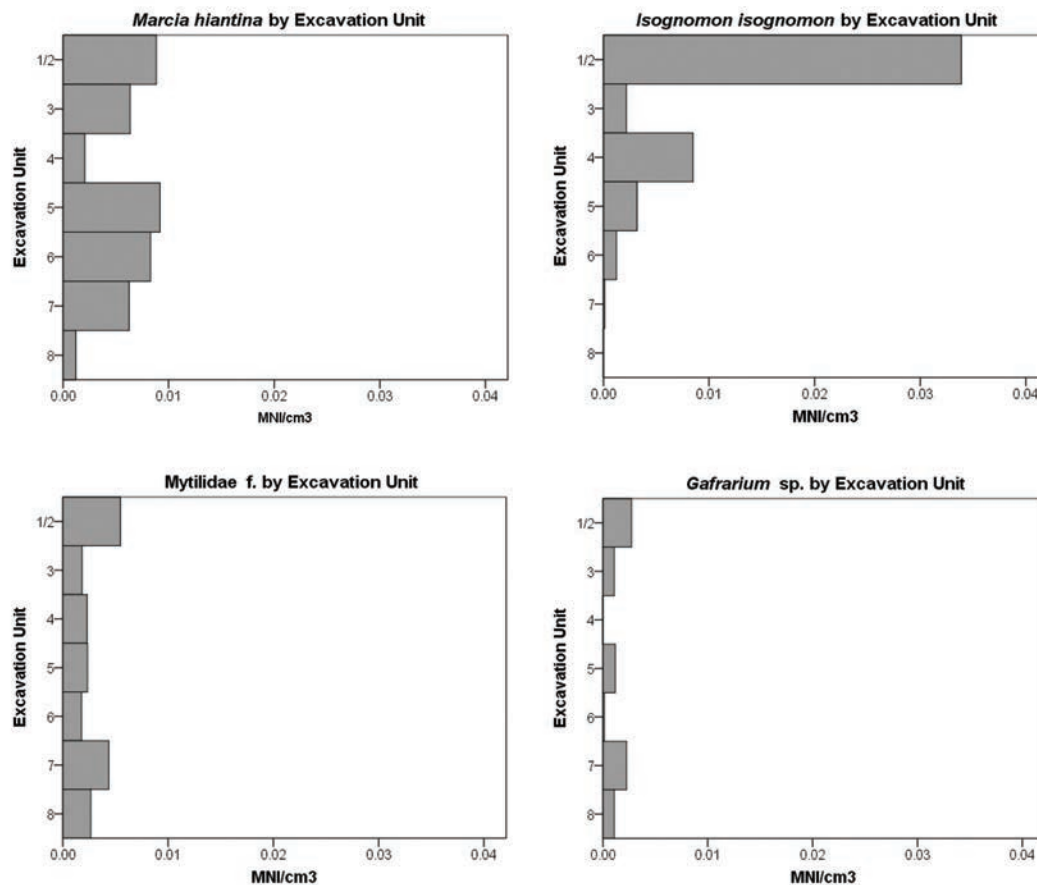 Marcia hiantina by Excavation Unit
Excavation Unit
1/2
3
4
5
6
7
8
0.00 0.01 0.02 0.03 0.04
MNI/cm3
Isognomon isognomon by Excavation Unit
Excavation Unit
1/2
3
4
5
6
7
8
0.00 0.01 0.02 0.03 0.04
MNI/cm3
Mytilidae f. by Excavation Unit
Excavation Unit
1/2
3
4
5
6
7
8
0.00 0.01 0.02 0.03 0.04
MNI/cm3
Gafrarium sp. by Excavation Unit
Excavation Unit
1/2
3
4
5
6
7
8
0.00 0.01 0.02 0.03 0.04
MNI/cm3